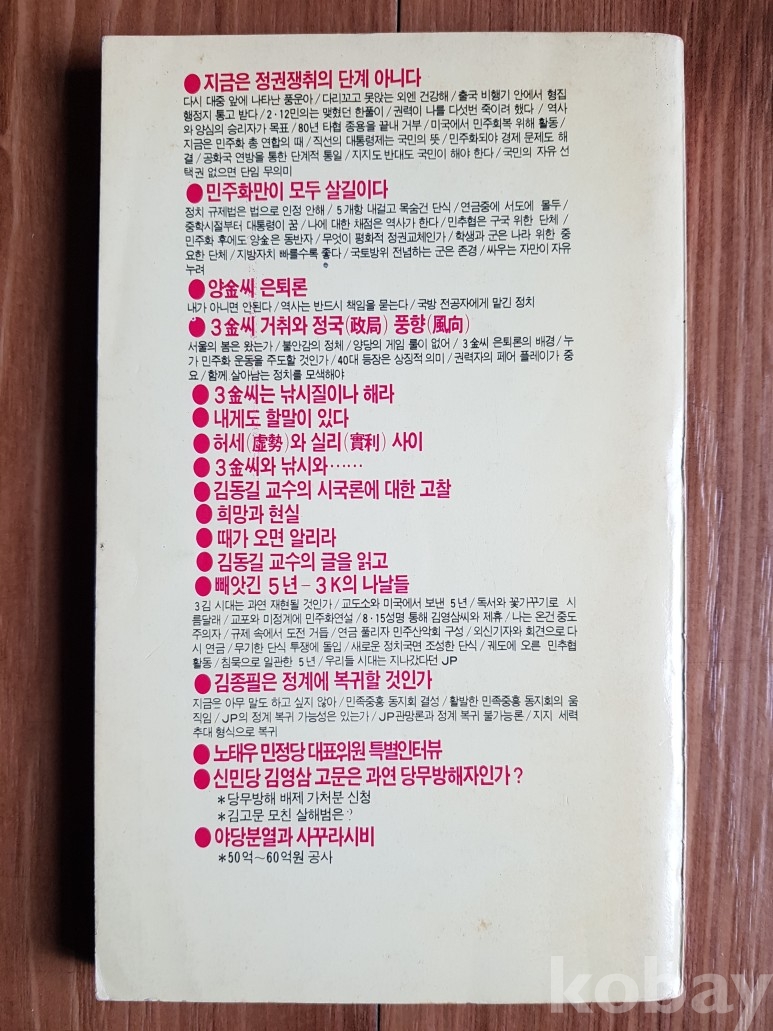 ●지금은 정권쟁취의 단계 아니다
다시 대중 앞에 나타난 풍운아/다리꼬고 못앉는 외엔 건강해/출국 비행기 안에서 형집
행정지 통고 받다/2·12민의는 맺혔던 한풀이/권력이 나를 다섯번 죽이려 했다/역사
와 양심의 승리자가 목표/80년 타협 종용을 끝내 거부/미국에서 민주회복 위해 활동/
지금은 민주화 총 연합의 때/직선의 대통령제는 국민의 뜻/민주화되야 경제 문제도 해
결/공화국 연방을 통한 단계적 통일/지지도 반대도 국민이 해야 한다/국민의 자유 선
택권 없으면 단임 무의미
●민주화만이 모두 살길이다
정치 규제법은 법으로 인정 안해/5개항 내걸고 목숨건 단식/연금중에 서도에 몰두/
중학시절부터 대통령이 꿈/나에 대한 채점은 역사가 한다/민추협은 구국 위한 단체/
민주화 후에도 양金은 동반자/무엇이 평화적 정권교체인가/학생과 군은 나라 위한 중
요한 단체/지방자치 빠를수록 좋다/국토방위 전념하는 군은 존경/싸우는 자만이 자유
누려
●양金씨 은퇴론
내가 아니면 안된다/역사는 반드시 책임을 묻는다/국방 전공자에게 맡긴 정치
●3金씨 거취와 정국(政局) 풍향(風向)
서울의 봄은 왔는가/불안감의 정체/양당의 게임 룰이 없어/3金씨 은퇴론의 배경/누
가 민주화 운동을 주도할 것인가/40대 등장은 상징적 의미/권력자의 페어 플레이가 중
요/함께 살아남는 정치를 모색해야
●3金씨는 낚시질이나 해라
●내게도 할말이 있다
●허세(虛勢)와 실리(實利) 사이
●3金씨와 낚시와……
●김동길 교수의 시국론에 대한 고찰
●희망과 현실
●때가 오면 알리라
●김동길 교수의 글을 읽고
●빼앗긴 5년-3K의 나날들
3김 시대는 과연 재현될 것인가/교도소와 미국에서 보낸 5년/독서와 꽃가꾸기로 시
름달래/교포와 미정계에 민주화연설/8·15성명 통해 김영삼씨와 제휴/나는 온건 중도
주의자/규제 속에서 도전 거듭/연금 풀리자 민주산악회 구성/외신기자와 회견으로 다
시 연금/무기한 단식 투쟁에 돌입/새로운 정치국면 조성한 단식/궤도에 오른 민추협
활동/침묵으로 일관한 5년/우리들 시대는 지나갔다던 JP
●김종필은 정계에 복귀할 것인가
지금은 아무 말도 하고 싶지 않아/민족중흥 동지회 결성/활발한 민족중흥 동지회의 움
직임/JP의 정계 복귀 가능성은 있는가/JP관망론과 정계 복귀 불가능론/지지 세력
추대 형식으로 복귀
●노태우 민정당 대표위원 특별인터뷰
●신민당 김영삼 고문은 과연 당무방해자인가?
*당무방해 배제 가처분 신청
*김고문 모친 살해범은?
●야당분열과 사꾸라시비
*50억~60억원 공사
kobay